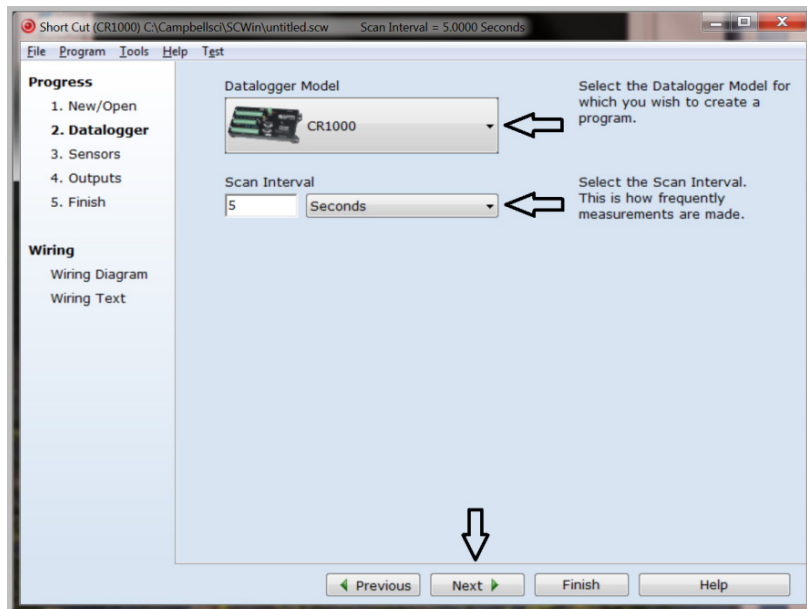 Short Cut (CR1000) C:\Campbellsci\SCWin\untitled.scw Scan Interval = 5.0000 Seconds
File Program Tools Help Test
Progress
1. New/Open
2. Datalogger
3. Sensors
4. Outputs
5. Finish
Wiring
Wiring Diagram
Wiring Text
Datalogger Model
CR1000
Select the Datalogger Model for
which you wish to create a
program.
Scan Interval
5 Seconds
Select the Scan Interval.
This is how frequently
measurements are made.
Previous Next Finish Help